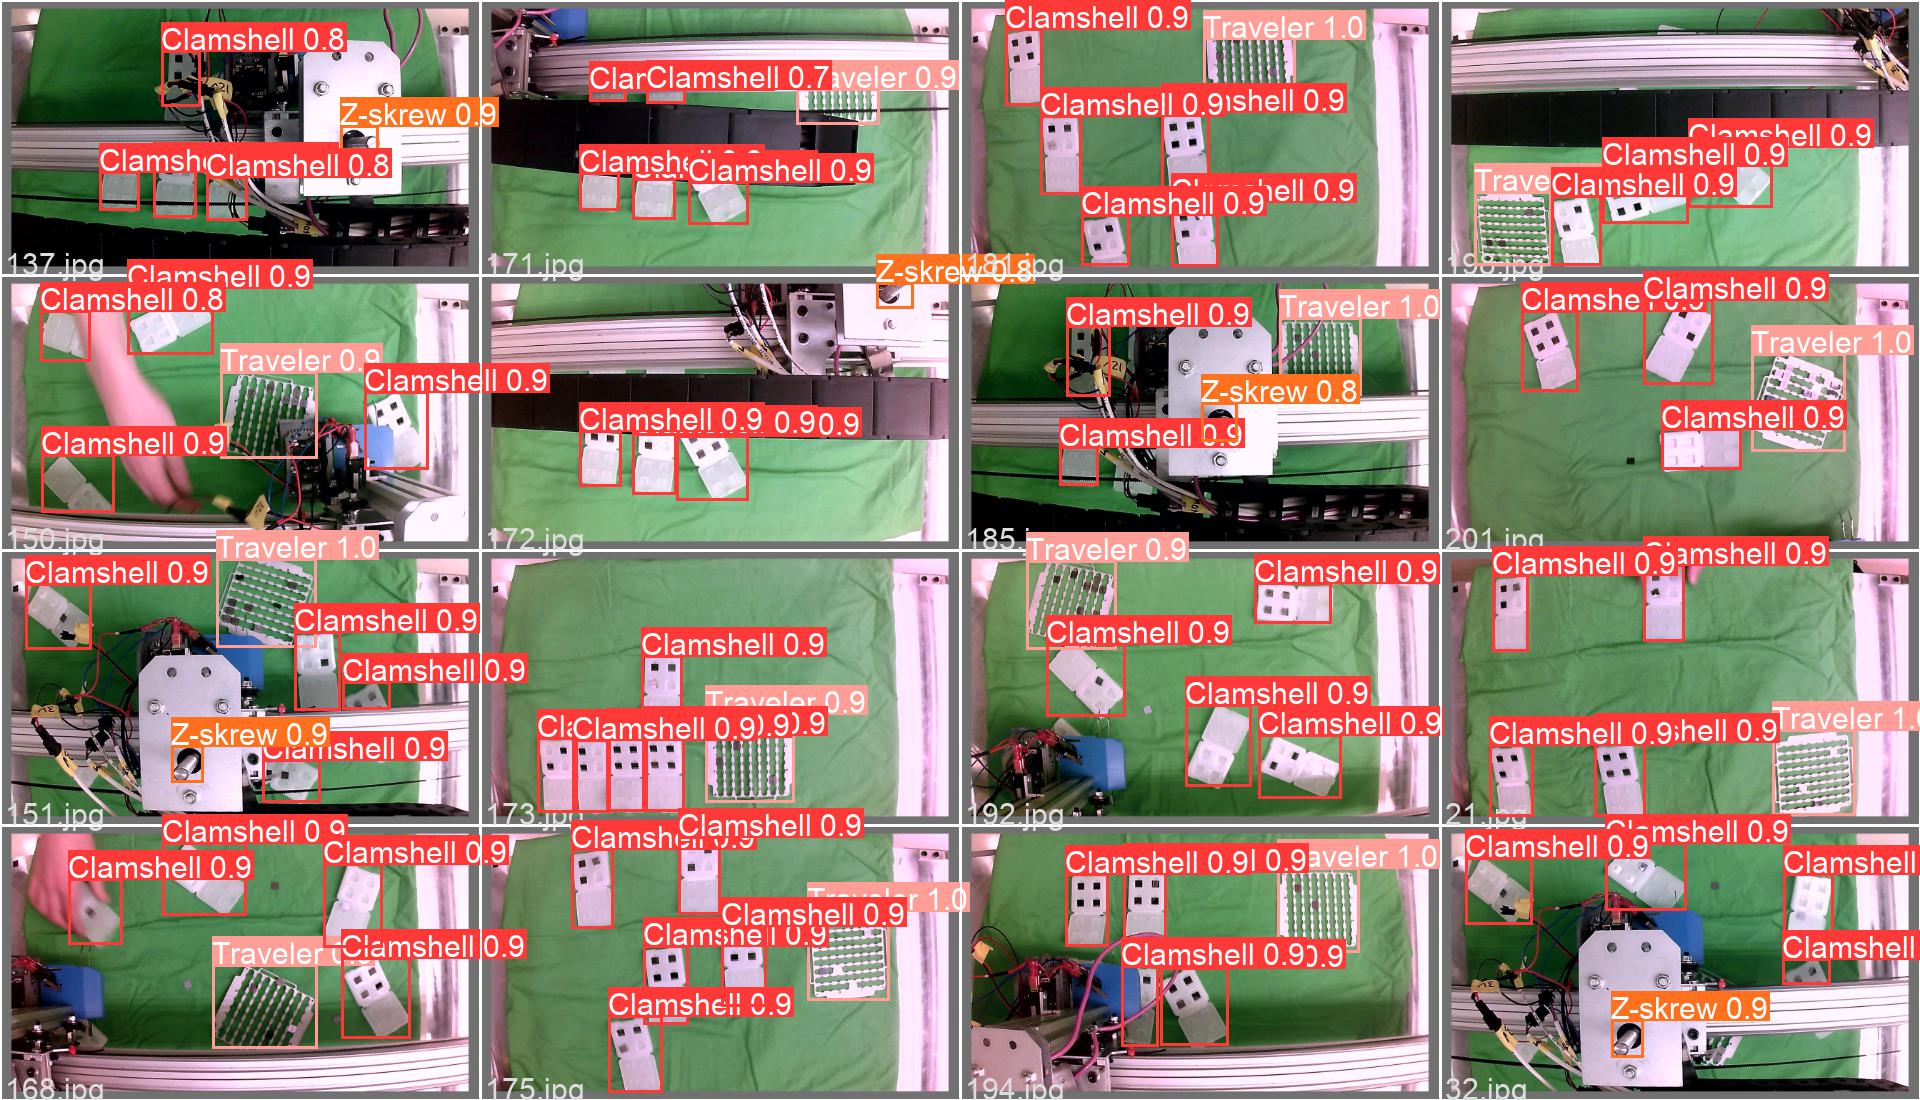 Clamshell 0.8
Z-skrew 0.9
Clamsh
Clamshell 0.8
137.jpg
Clam
Clamshell 0.7
aveler 0.9
Clamshe
Clamshell 0.9
171.jpg
Clamshell 0.9
Traveler 1.0
Clamshell 0.9
shell 0.9
shell 0.9
Clamshell 0.9
181.jpg
Clamshell 0.9
Clamshell 0.9
Trave
Clamshell 0.9
198.jpg
Clamshell 0.9
Clamshell 0.8
Traveler 0.9
Clamshell 0.9
Clamshell 0.9
150.jpg
Z-skrew 0.8
Clamshell 0.9
0.9
0.9
172.jpg
Clamshell 0.9
Traveler 1.0
Z-skrew 0.8
Clamshell 0.9
185.jpg
Clamshe
Clamshell 0.9
Traveler 1.0
Clamshell 0.9
201.jpg
Traveler 1.0
Clamshell 0.9
Clamshell 0.9
Clamshell 0.9
Z-skrew 0.9
Clamshell 0.9
151.jpg
Clamshell 0.9
Traveler 0.9
Cla
Clamshell 0.9
0.9
173.jpg
Traveler 0.9
Clamshell 0.9
Clamshell 0.9
Clamshell 0.9
Clamshell 0.9
192.jpg
Clamshell 0.9
Clamshell 0.9
Traveler 1.0
Clamshell 0.9
shell 0.9
21.jpg
Clamshell 0.9
Clamshell 0.9
Clamshell 0.9
Traveler 0.9
Clamshell 0.9
168.jpg
Clamsh
Clamshell 0.9
Traveler 1.0
Clamshell 0.9
Clamshell 0.9
Clamshell 0.9
175.jpg
Clamshell 0.9
0.9
aveler 1.0
Clamshell 0.9
0.9
194.jpg
Clamshell 0.9
Clamshell 0.9
Clamshell
Clamshell
Z-skrew 0.9
32.jpg